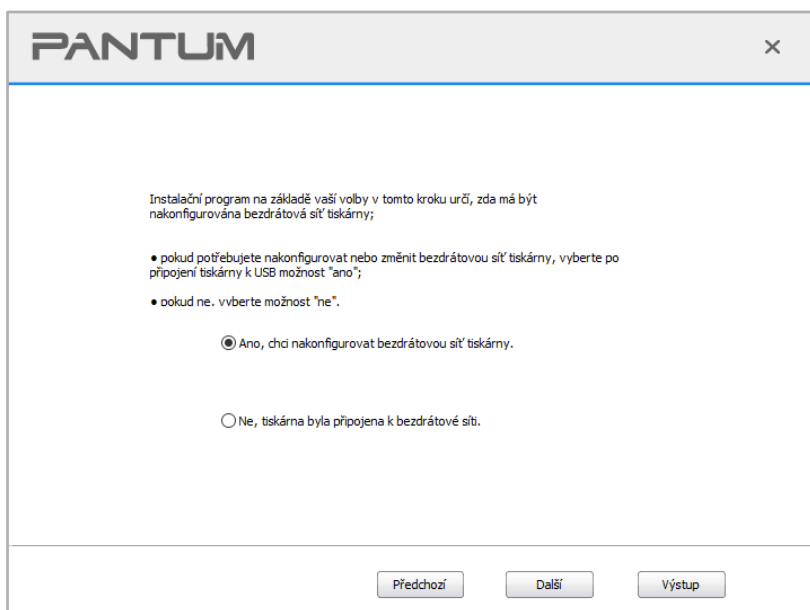 PANTUM
Instalační program na základě vaší volby v tomto kroku určí, zda má být
nakonfigurována bezdrátová síť tiskárny;
● pokud potřebujete nakonfigurovat nebo změnit bezdrátovou síť tiskárny, vyberte po
připojení tiskárny k USB možnost "ano";
● pokud ne, vyberte možnost "ne".
Ano, chci nakonfigurovat bezdrátovou síť tiskárny.
Ne, tiskárna byla připojena k bezdrátové síti.
Předchozí Další Výstup